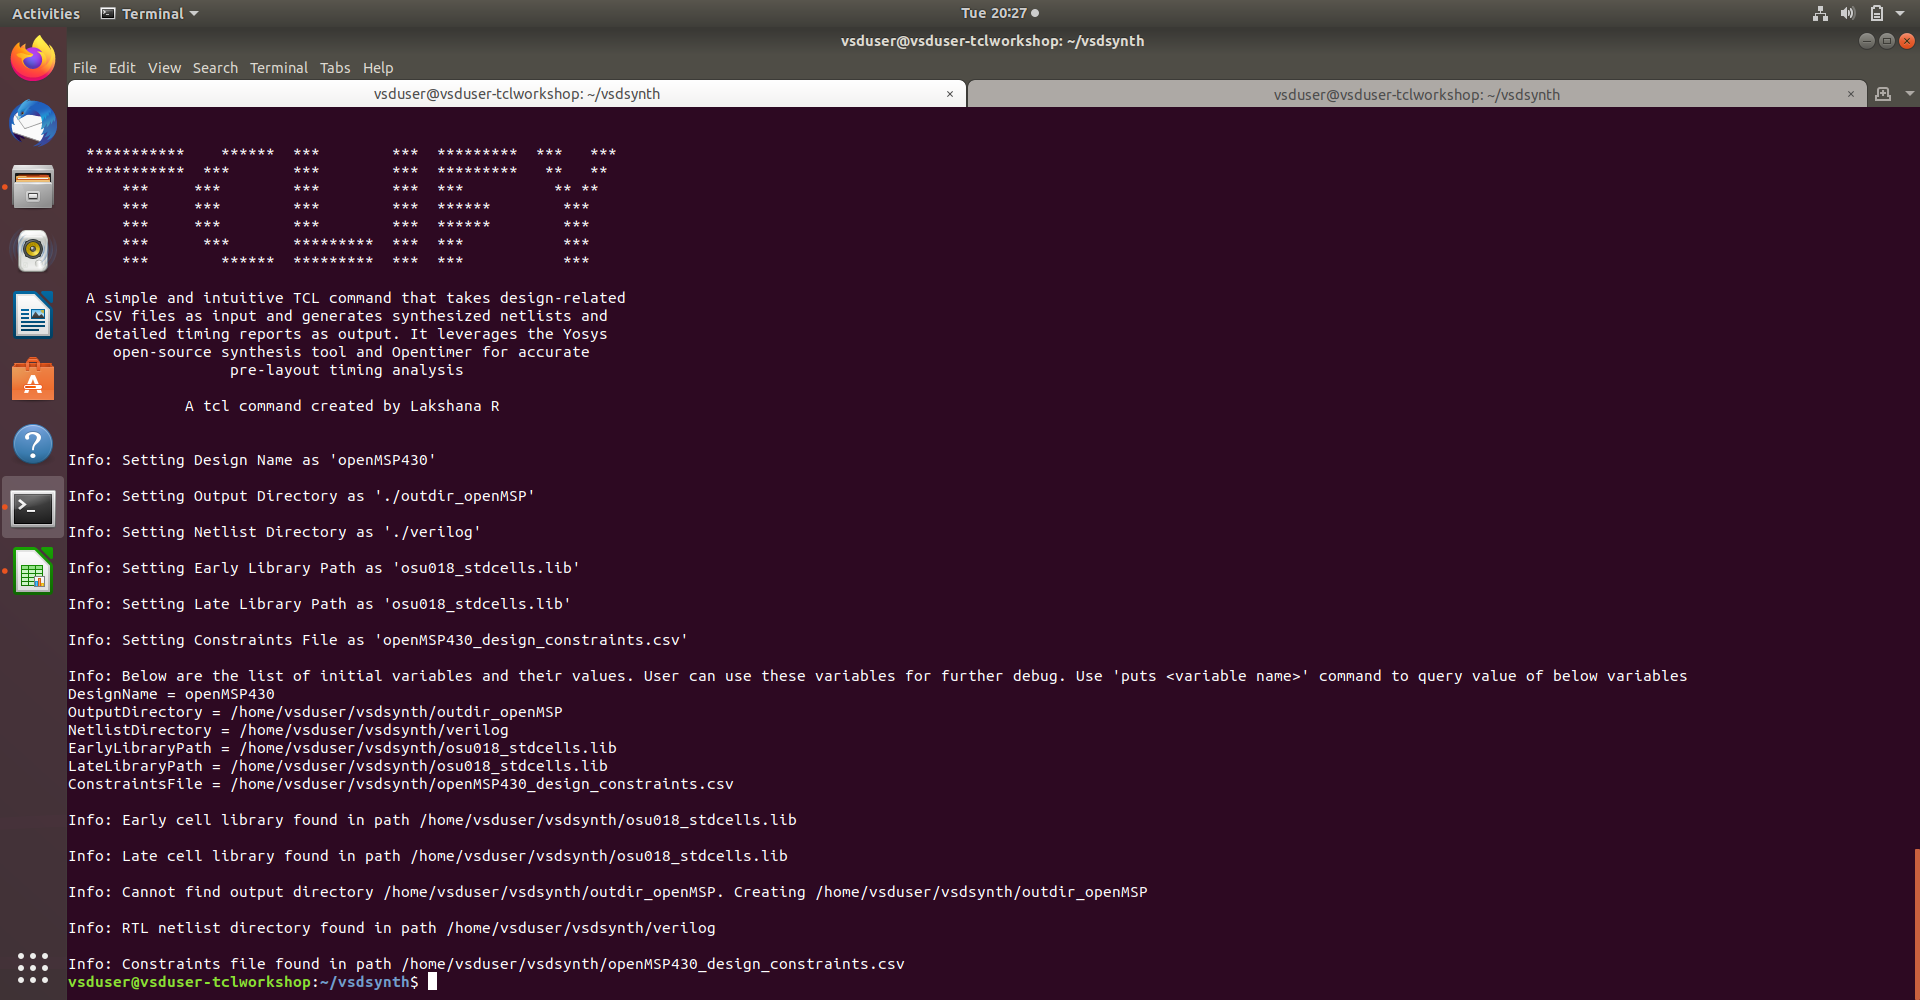 Activities
Terminal
Tue 20:27
vsduser@vsduser-tclworkshop: ~/vsdsynth
File Edit View Search Terminal Tabs Help
vsduser@vsduser-tclworkshop: ~/vsdsynth ×
vsduser@vsduser-tclworkshop: ~/vsdsynth ×
***********    ******  ***        ***  *********  ***   ***
***********  ***       ***        ***  *********   **   **
    ***     ***        ***        ***  ***          ** **
    ***     ***        ***        ***  ******        ***
    ***     ***        ***        ***  ******        ***
    ***      ***       *********  ***  ***           ***
    ***        ******  *********  ***  ***           ***
A simple and intuitive TCL command that takes design-related
CSV files as input and generates synthesized netlists and
detailed timing reports as output. It leverages the Yosys
open-source synthesis tool and Opentimer for accurate
pre-layout timing analysis
A tcl command created by Lakshana R
Info: Setting Design Name as 'openMSP430'
Info: Setting Output Directory as './outdir_openMSP'
Info: Setting Netlist Directory as './verilog'
Info: Setting Early Library Path as 'osu018_stdcells.lib'
Info: Setting Late Library Path as 'osu018_stdcells.lib'
Info: Setting Constraints File as 'openMSP430_design_constraints.csv'
Info: Below are the list of initial variables and their values. User can use these variables for further debug. Use 'puts <variable name>' command to query value of below variables
DesignName = openMSP430
OutputDirectory = /home/vsduser/vsdsynth/outdir_openMSP
NetlistDirectory = /home/vsduser/vsdsynth/verilog
EarlyLibraryPath = /home/vsduser/vsdsynth/osu018_stdcells.lib
LateLibraryPath = /home/vsduser/vsdsynth/osu018_stdcells.lib
ConstraintsFile = /home/vsduser/vsdsynth/openMSP430_design_constraints.csv
Info: Early cell library found in path /home/vsduser/vsdsynth/osu018_stdcells.lib
Info: Late cell library found in path /home/vsduser/vsdsynth/osu018_stdcells.lib
Info: Cannot find output directory /home/vsduser/vsdsynth/outdir_openMSP. Creating /home/vsduser/vsdsynth/outdir_openMSP
Info: RTL netlist directory found in path /home/vsduser/vsdsynth/verilog
Info: Constraints file found in path /home/vsduser/vsdsynth/openMSP430_design_constraints.csv
vsduser@vsduser-tclworkshop:~/vsdsynth$